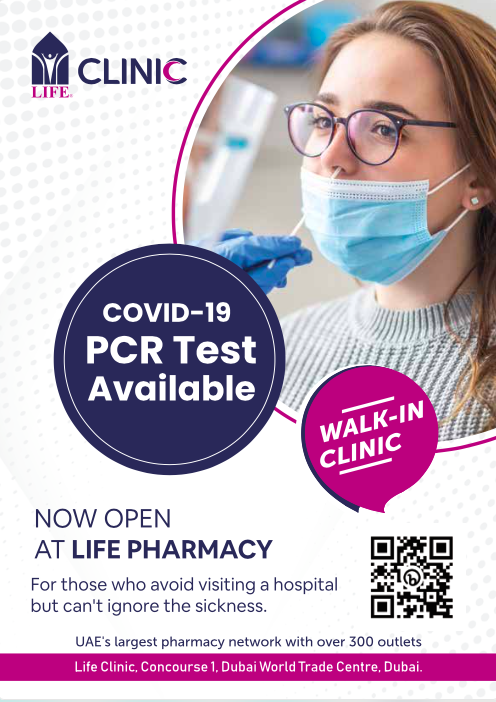 LIFE
CLINIC
COVID-19
PCR Test
Available
WALK-IN
CLINIC
NOW OPEN
AT LIFE PHARMACY
For those who avoid visiting a hospital
but can't ignore the sickness.
UAE's largest pharmacy network with over 300 outlets
Life Clinic, Concourse 1, Dubai World Trade Centre, Dubai.